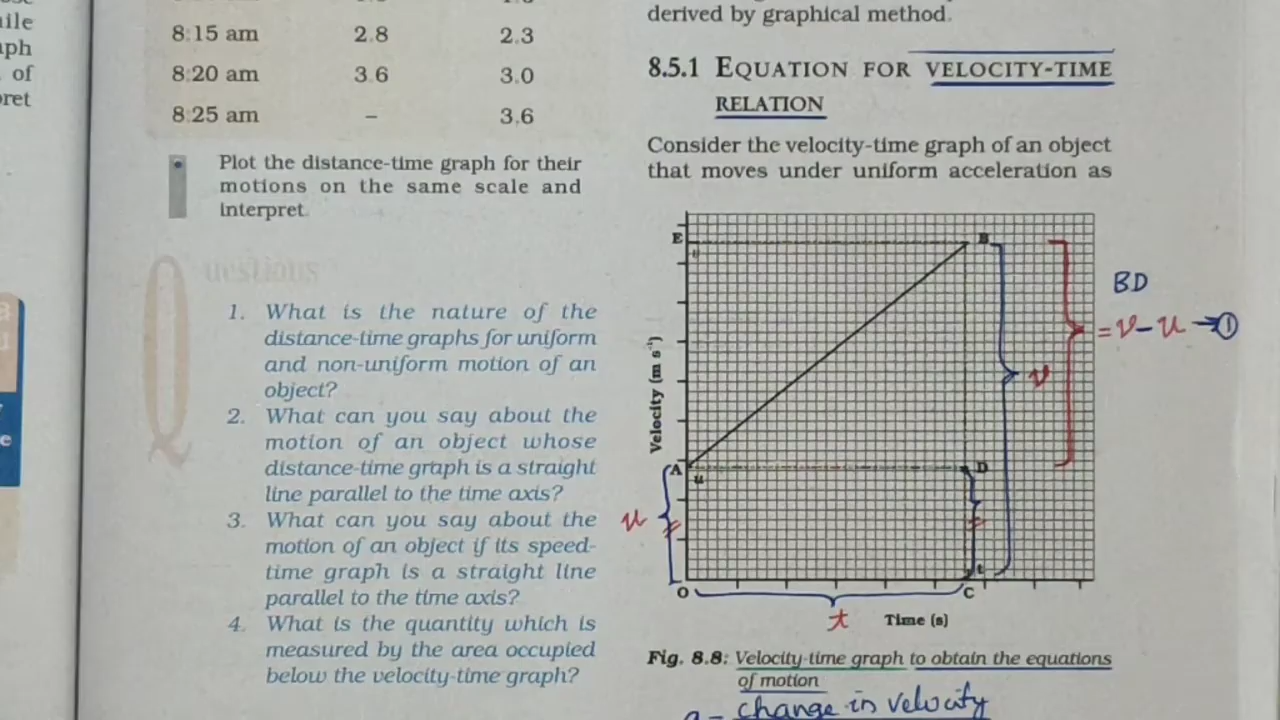 of
8:15 am 2.8 2.3
8:20 am 3.6 3.0
8:25 am – 3.6
Plot the distance-time graph for their
motions on the same scale and
interpret.
uestions
1. What is the nature of the
distance-time graphs for uniform
and non-uniform motion of an
object?
2. What can you say about the
motion of an object whose
distance-time graph is a straight
line parallel to the time axis?
3. What can you say about the
motion of an object if its speed-
time graph is a straight line
parallel to the time axis?
4. What is the quantity which is
measured by the area occupied
below the velocity-time graph?
derived by graphical method.
8.5.1 EQUATION FOR VELOCITY-TIME
RELATION
Consider the velocity-time graph of an object
that moves under uniform acceleration as
E B
BD
= v - u → ①
v
Velocity (m s⁻¹)
A D
u
u
t
O C
t Time (s)
Fig. 8.8: Velocity-time graph to obtain the equations
of motion
change in velocity